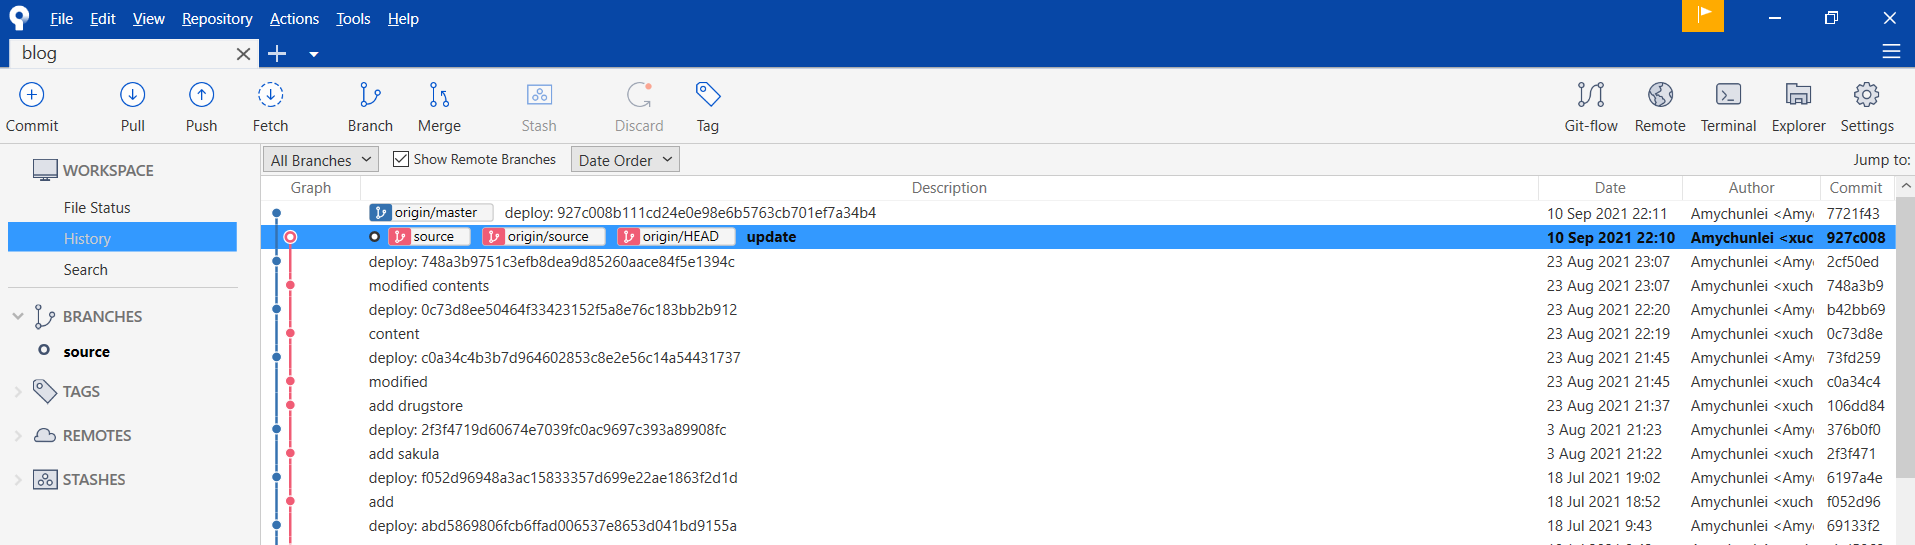 File Edit View Repository Actions Tools Help
blog
Commit Pull Push Fetch Branch Merge Stash Discard Tag Git-flow Remote Terminal Explorer Settings
All Branches Show Remote Branches Date Order Jump to:
WORKSPACE
File Status
History
Search
BRANCHES
source
TAGS
REMOTES
STASHES
Graph Description Date Author Commit
origin/master deploy: 927c008b111cd24e0e98e6b5763cb701ef7a34b4 10 Sep 2021 22:11 Amychunlei <Amyc 7721f43
source origin/source origin/HEAD update 10 Sep 2021 22:10 Amychunlei <xuc 927c008
deploy: 748a3b9751c3efb8dea9d85260aace84f5e1394c 23 Aug 2021 23:07 Amychunlei <Amyc 2cf50ed
modified contents 23 Aug 2021 23:07 Amychunlei <xuch 748a3b9
deploy: 0c73d8ee50464f33423152f5a8e76c183bb2b912 23 Aug 2021 22:20 Amychunlei <Amyc b42bb69
content 23 Aug 2021 22:19 Amychunlei <xuch 0c73d8e
deploy: c0a34c4b3b7d964602853c8e2e56c14a54431737 23 Aug 2021 21:45 Amychunlei <Amyc 73fd259
modified 23 Aug 2021 21:45 Amychunlei <xuch c0a34c4
add drugstore 23 Aug 2021 21:37 Amychunlei <xuch 106dd84
deploy: 2f3f4719d60674e7039fc0ac9697c393a89908fc 3 Aug 2021 21:23 Amychunlei <Amyc 376b0f0
add sakula 3 Aug 2021 21:22 Amychunlei <xuch 2f3f471
deploy: f052d96948a3ac15833357d699e22ae1863f2d1d 18 Jul 2021 19:02 Amychunlei <Amyc 6197a4e
add 18 Jul 2021 18:52 Amychunlei <xuch f052d96
deploy: abd5869806fcb6ffad006537e8653d041bd9155a 18 Jul 2021 9:43 Amychunlei <Amyc 69133f2